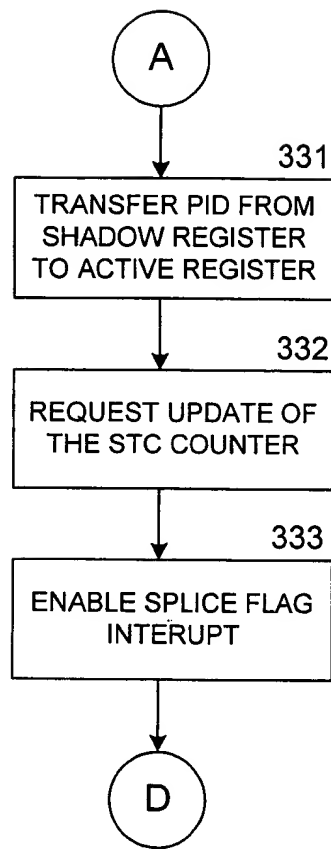 A
331
TRANSFER PID FROM
SHADOW REGISTER
TO ACTIVE REGISTER
332
REQUEST UPDATE OF
THE STC COUNTER
333
ENABLE SPLICE FLAG
INTERUPT
D